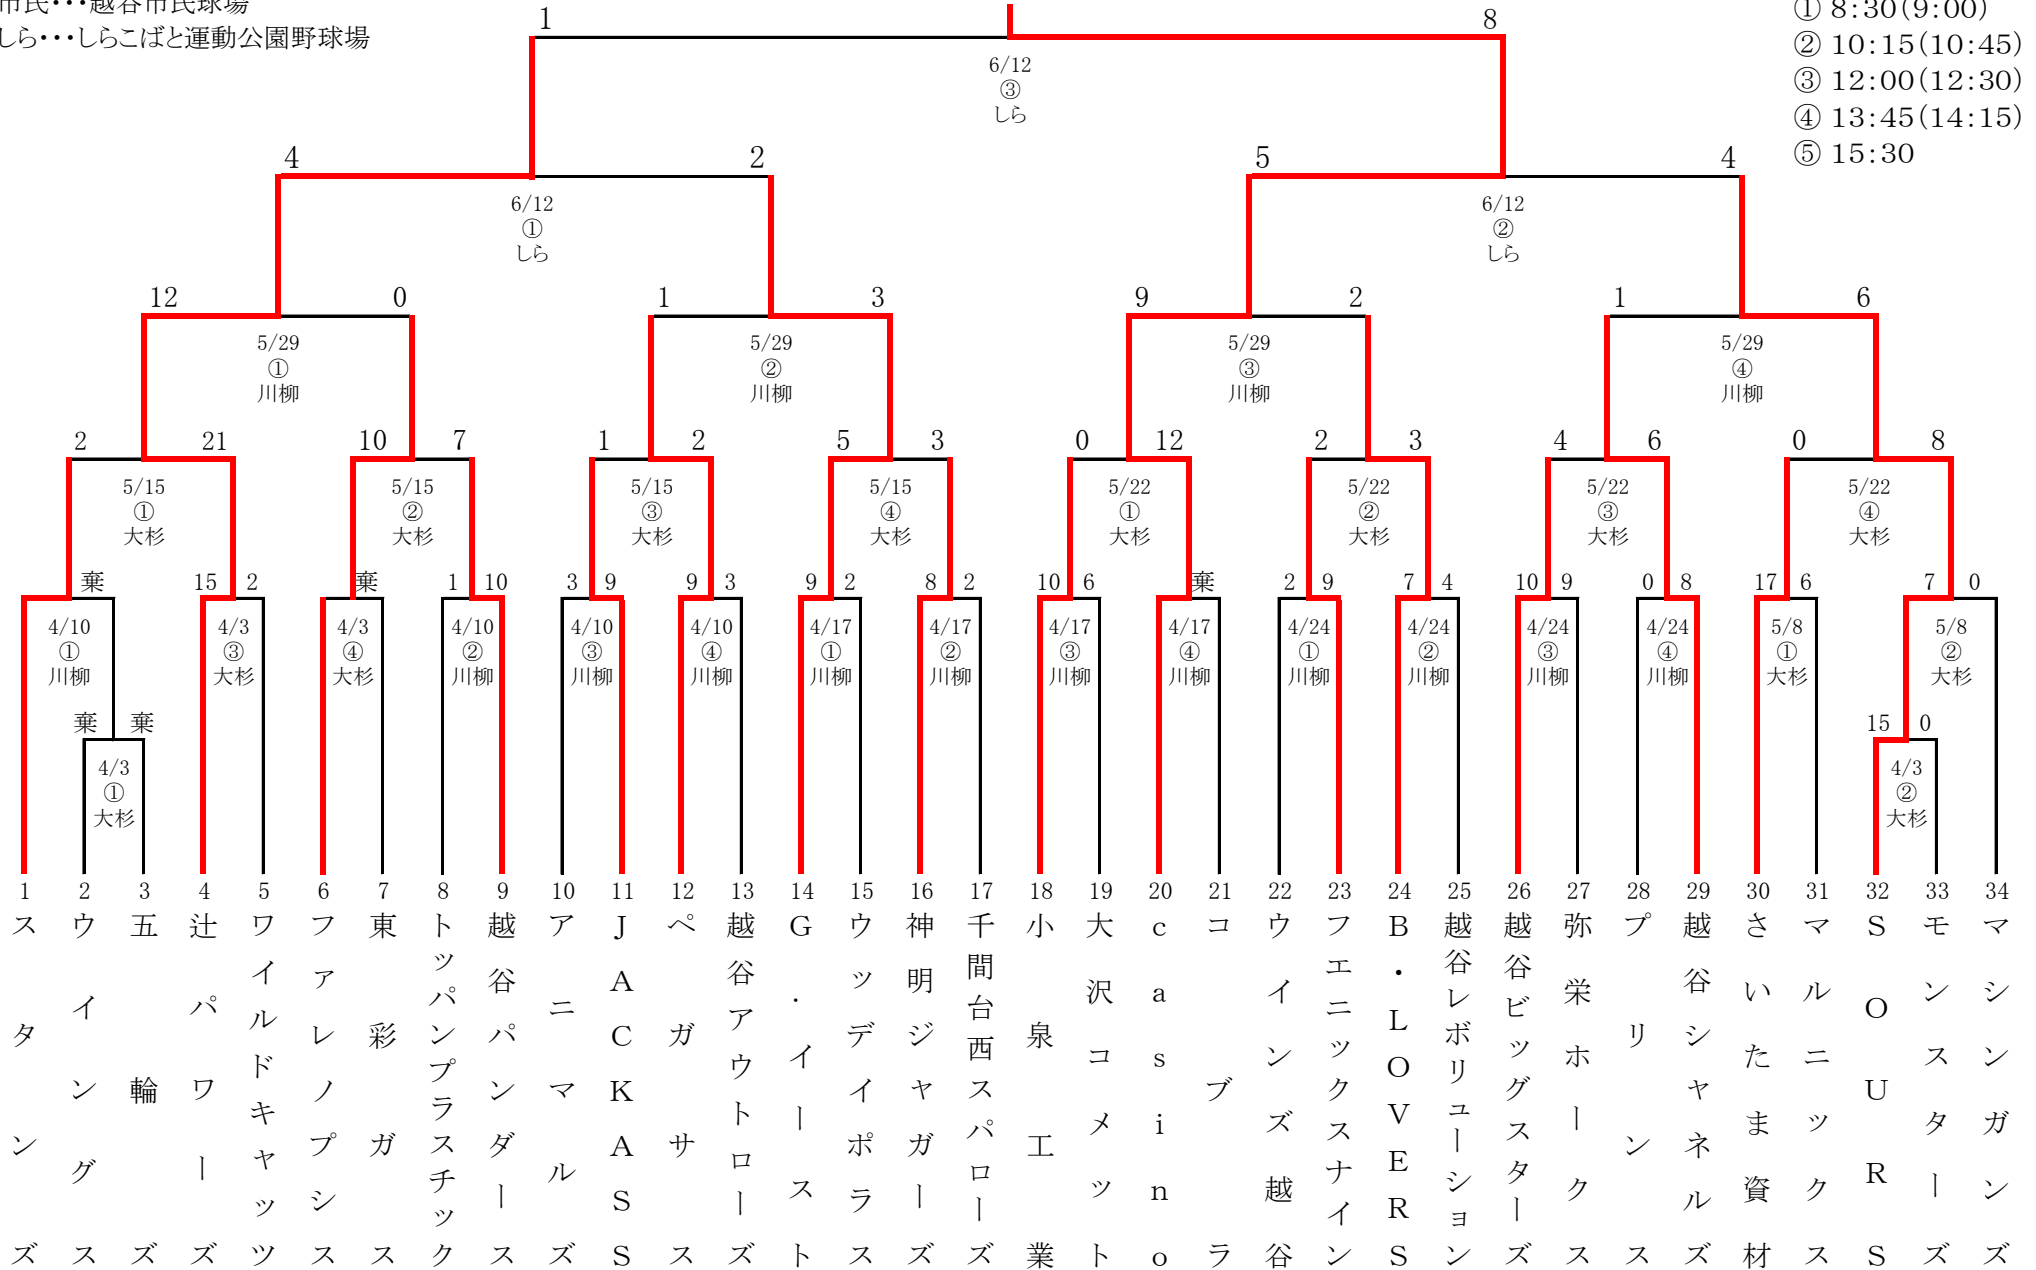 市民･･･越谷市民球場
しら･･･しらこばと運動公園野球場
① 8:30(9:00)
② 10:15(10:45)
③ 12:00(12:30)
④ 13:45(14:15)
⑤ 15:30
1 8
6/12
③
しら
4 2 5 4
6/12 6/12
① ②
しら しら
12 0 1 3 9 2 1 6
5/29 5/29 5/29 5/29
① ② ③ ④
川柳 川柳 川柳 川柳
2 21 10 7 1 2 5 3 0 12 2 3 4 6 0 8
5/15 5/15 5/15 5/15 5/22 5/22 5/22 5/22
① ② ③ ④ ① ② ③ ④
大杉 大杉 大杉 大杉 大杉 大杉 大杉 大杉
棄 15 2 棄 1 10 3 9 9 3 9 2 8 2 10 6 棄 2 9 7 4 10 9 0 8 17 6 7 0
4/10 4/3 4/3 4/10 4/10 4/10 4/17 4/17 4/17 4/17 4/24 4/24 4/24 4/24 5/8 5/8
① ③ ④ ② ③ ④ ① ② ③ ④ ① ② ③ ④ ① ②
川柳 大杉 大杉 川柳 川柳 川柳 川柳 川柳 川柳 川柳 川柳 川柳 川柳 川柳 大杉 大杉
棄 棄 15 0
4/3 4/3
① ②
大杉 大杉
1 スタンズ
2 ウイングス
3 五輪ズ
4 辻パワーズ
5 ワイルドキャッツ
6 ファレノプシス
7 東彩ガス
8 トッパンプラスチック
9 越谷パンダース
10 アニマルズ
11 JACKASS
12 ペガサス
13 越谷アウトローズ
14 G.イースト
15 ウッディポラス
16 神明ジャガーズ
17 千間台西スパローズ
18 小泉工業
19 大沢コメット
20 casino
21 コブラ
22 ウインズ越谷
23 フエニックスナイン
24 B・LOVERS
25 越谷レボリューション
26 越谷ビッグスターズ
27 弥栄ホークス
28 プリンス
29 越谷シャネルズ
30 さいたま資材
31 マルニックス
32 SOURS
33 モンスターズ
34 マシンガンズ